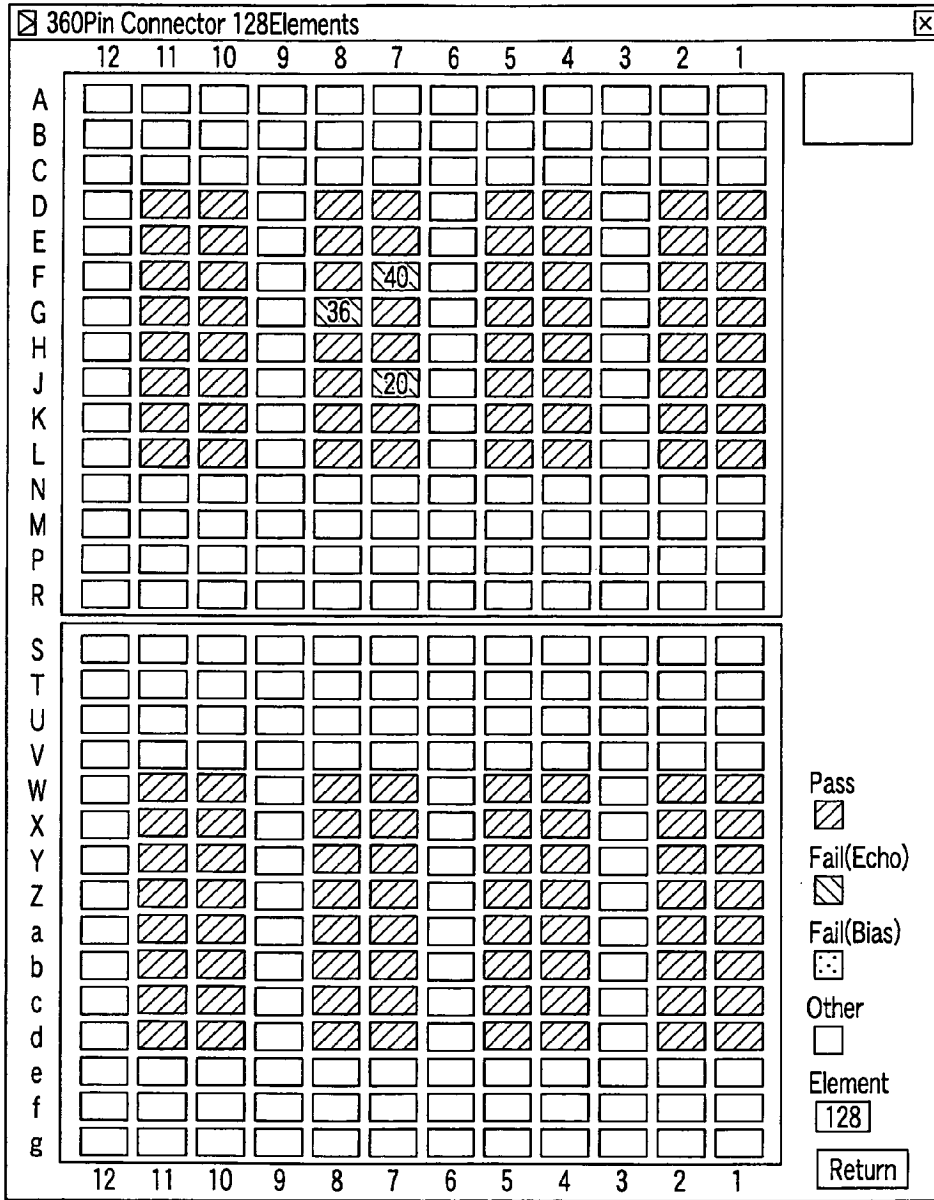 360Pin Connector 128Elements
12 11 10 9 8 7 6 5 4 3 2 1
A
B
C
D
E
F 40
G 36
H
J 20
K
L
N
M
P
R
S
T
U
V
W
X
Y
Z
a
b
c
d
e
f
g
12 11 10 9 8 7 6 5 4 3 2 1
Pass
Fail(Echo)
Fail(Bias)
Other
Element
128
Return